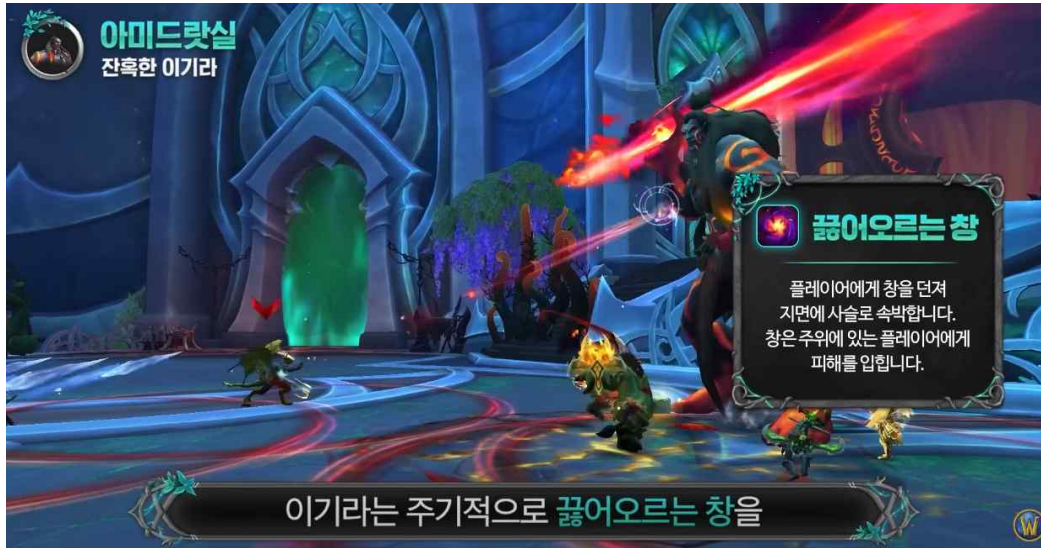 아미드랏실
잔혹한 이기라
끓어오르는 창
플레이어에게 창을 던져
지면에 사슬로 속박합니다.
창은 주위에 있는 플레이어에게
피해를 입힙니다.
이기라는 주기적으로 끓어오르는 창을
W